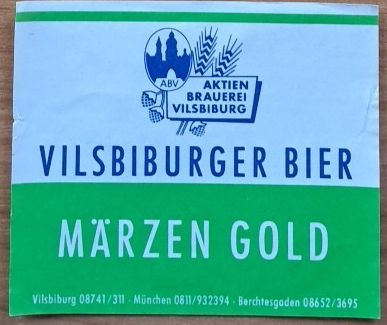 ABV
AKTIEN
BRAUEREI
VILSBIBURG
VILSBIBURGER BIER
MÄRZEN GOLD
Vilsbiburg 08741/311 · München 0811/932394 · Berchtesgaden 08652/3695